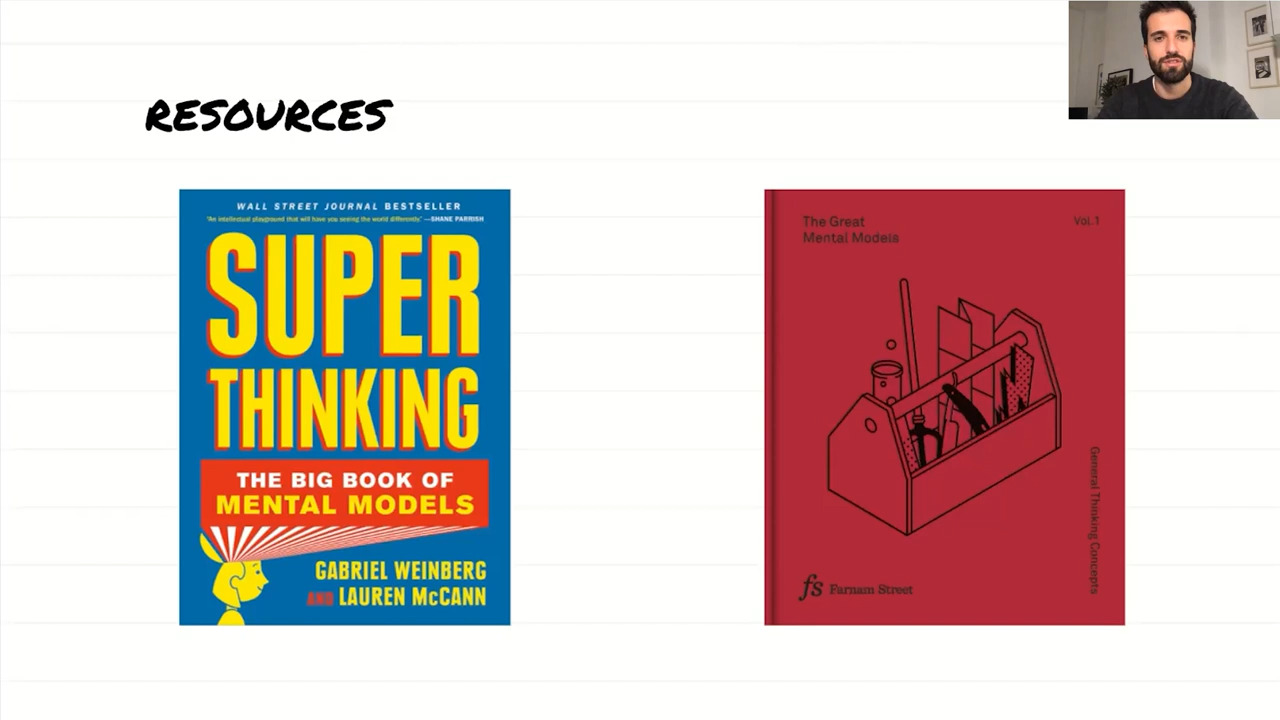 RESOURCES
WALL STREET JOURNAL BESTSELLER
"An intellectual playground that will have you seeing the world differently." —SHANE PARRISH
SUPER
THINKING
THE BIG BOOK OF
MENTAL MODELS
GABRIEL WEINBERG
AND LAUREN McCANN
The Great
Mental Models
Vol.1
General Thinking Concepts
fs Farnam Street